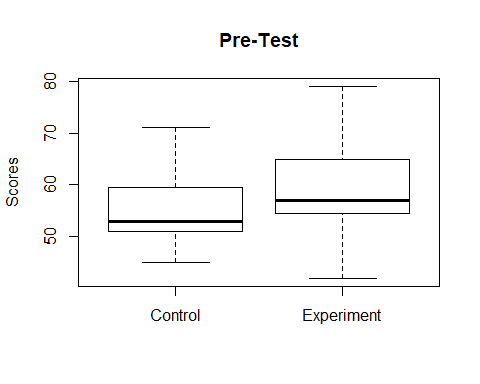 Pre-Test
Scores
80
70
60
50
Control
Experiment